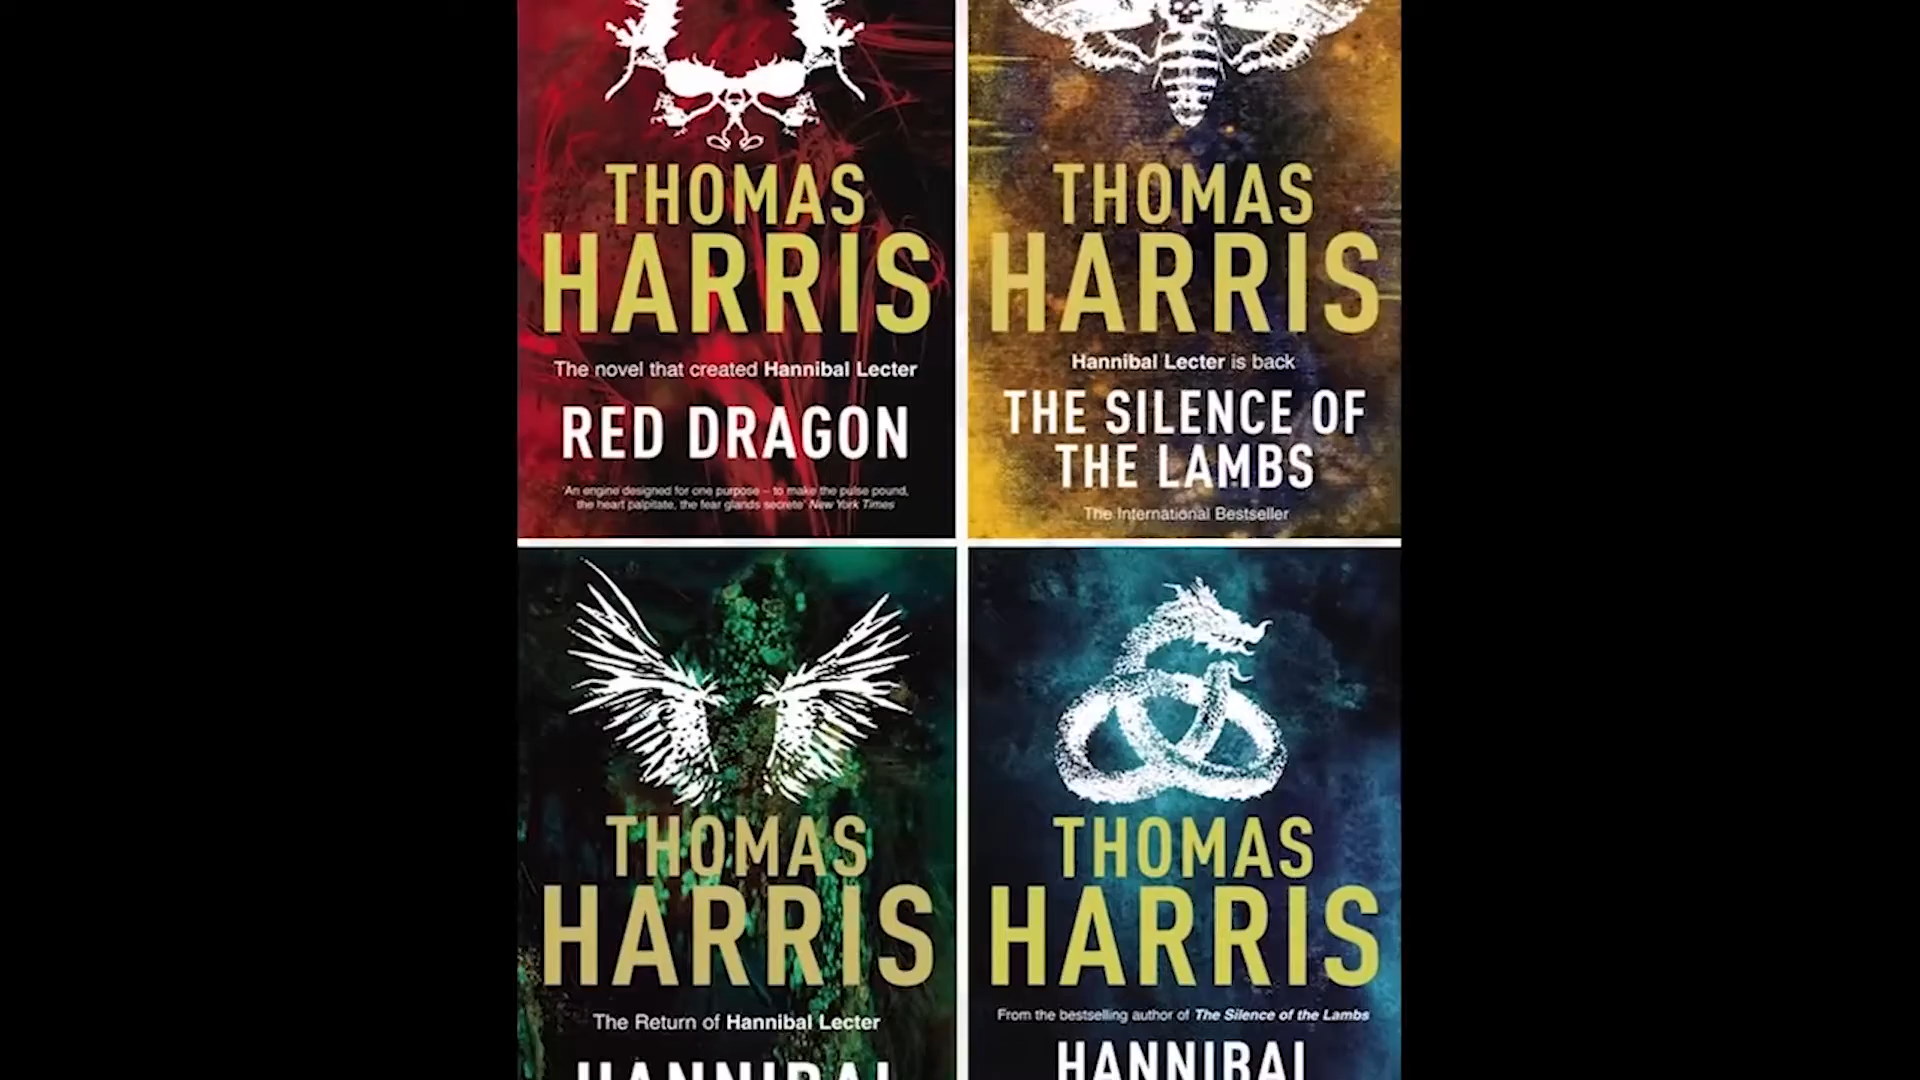 THOMAS
HARRIS
The novel that created Hannibal Lecter
RED DRAGON
'An engine designed for one purpose – to make the pulse pound,
the heart palpitate, the fear glands secrete' New York Times
THOMAS
HARRIS
Hannibal Lecter is back
THE SILENCE OF
THE LAMBS
The International Bestseller
THOMAS
HARRIS
The Return of Hannibal Lecter
HANNIBAL
THOMAS
HARRIS
From the bestselling author of The Silence of the Lambs
HANNIBAL